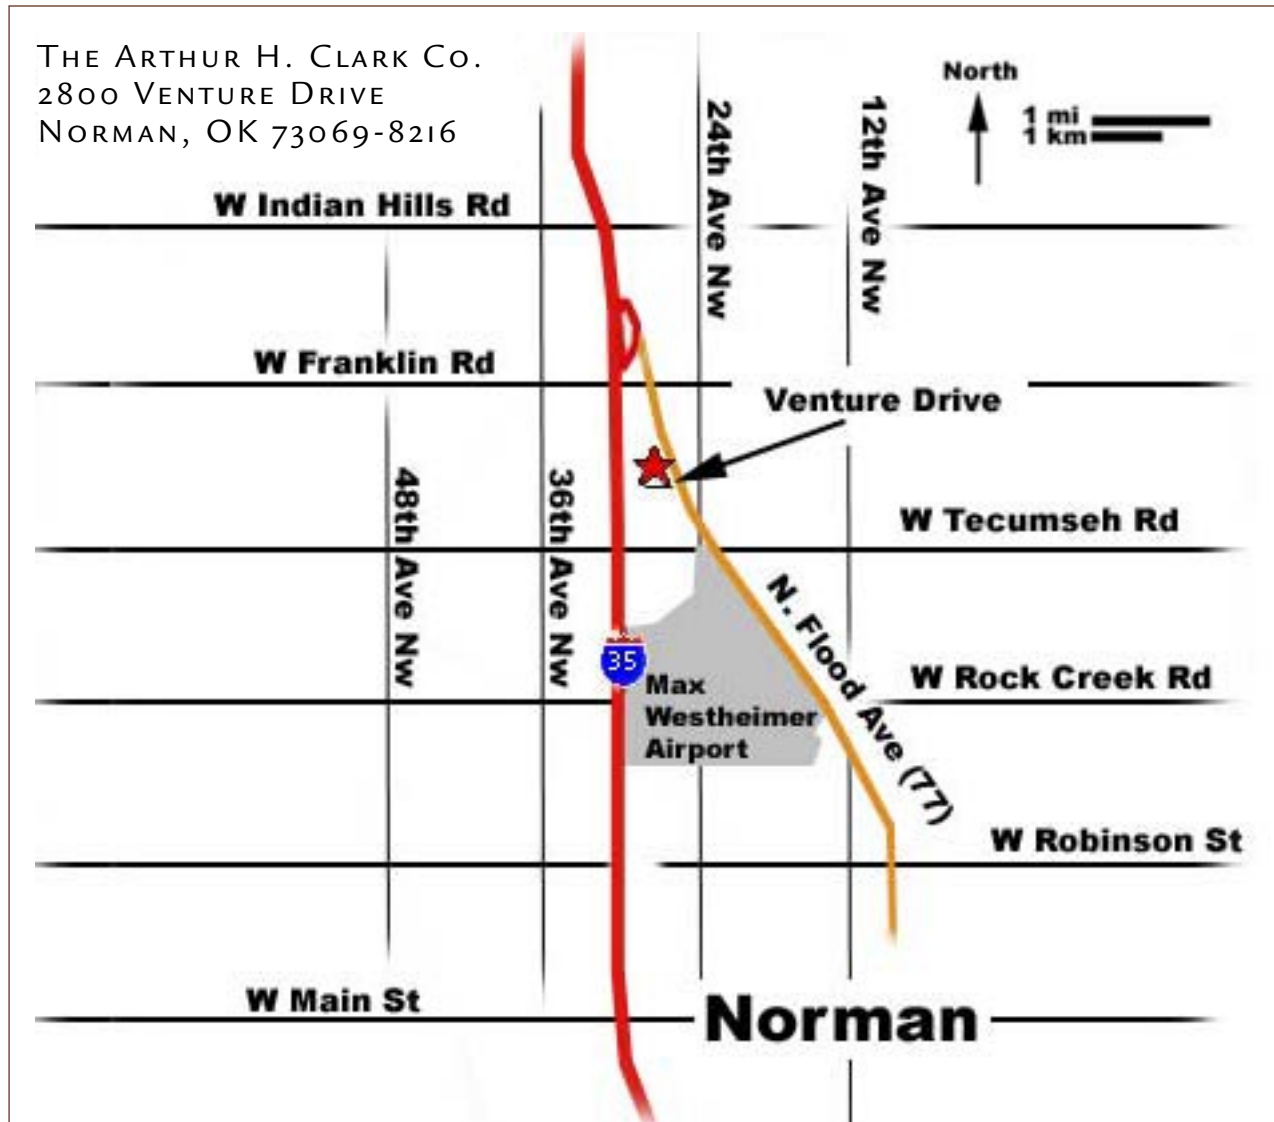 The Arthur H. Clark Co.
2800 Venture Drive
Norman, OK 73069-8216
North
1 mi
1 km
24th Ave Nw
12th Ave Nw
W Indian Hills Rd
W Franklin Rd
Venture Drive
48th Ave Nw
36th Ave Nw
W Tecumseh Rd
N. Flood Ave (77)
35
Max
Westheimer
Airport
W Rock Creek Rd
W Robinson St
W Main St
Norman